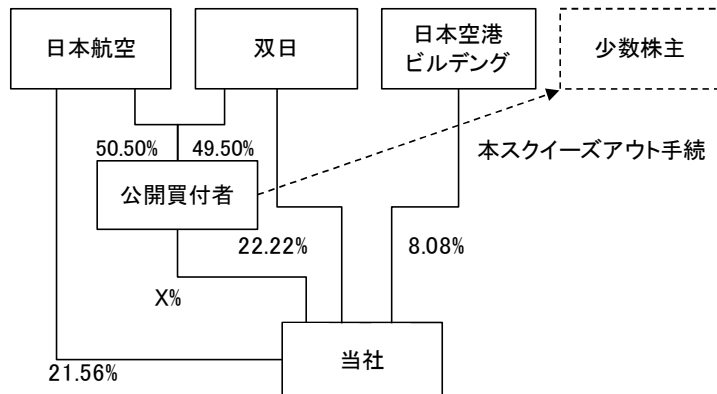 日本航空
双日
日本空港
ビルデング
少数株主
50.50%
49.50%
本スクイーズアウト手続
公開買付者
22.22%
8.08%
X%
当社
21.56%